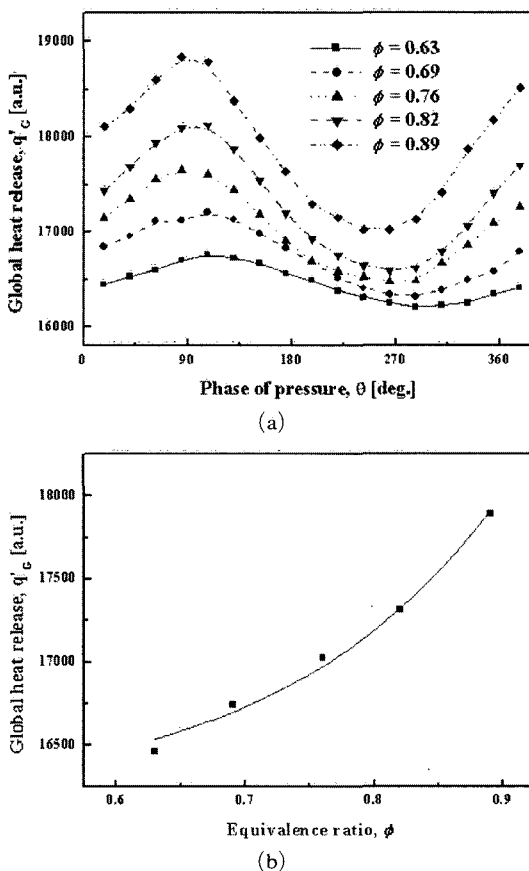 19000
18000
17000
16000
Global heat release, q'G [a.u.]
ϕ = 0.63
ϕ = 0.69
ϕ = 0.76
ϕ = 0.82
ϕ = 0.89
0 90 180 270 360
Phase of pressure, θ [deg.]
(a)
18000
17500
17000
16500
Global heat release, q'G [a.u.]
0.6 0.7 0.8 0.9
Equivalence ratio, ϕ
(b)